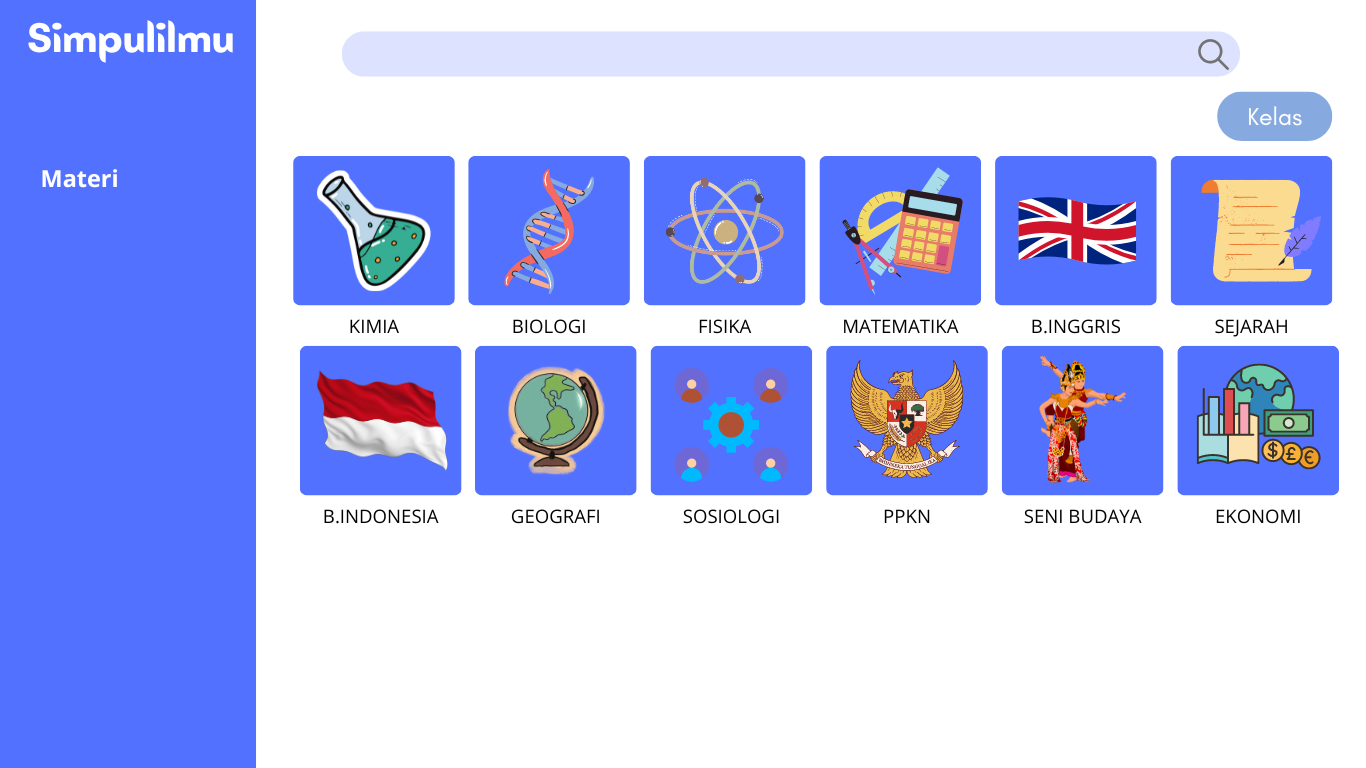 Simpulilmu
Kelas
Materi
KIMIA
BIOLOGI
FISIKA
MATEMATIKA
B.INGGRIS
SEJARAH
B.INDONESIA
GEOGRAFI
SOSIOLOGI
PPKN
SENI BUDAYA
EKONOMI